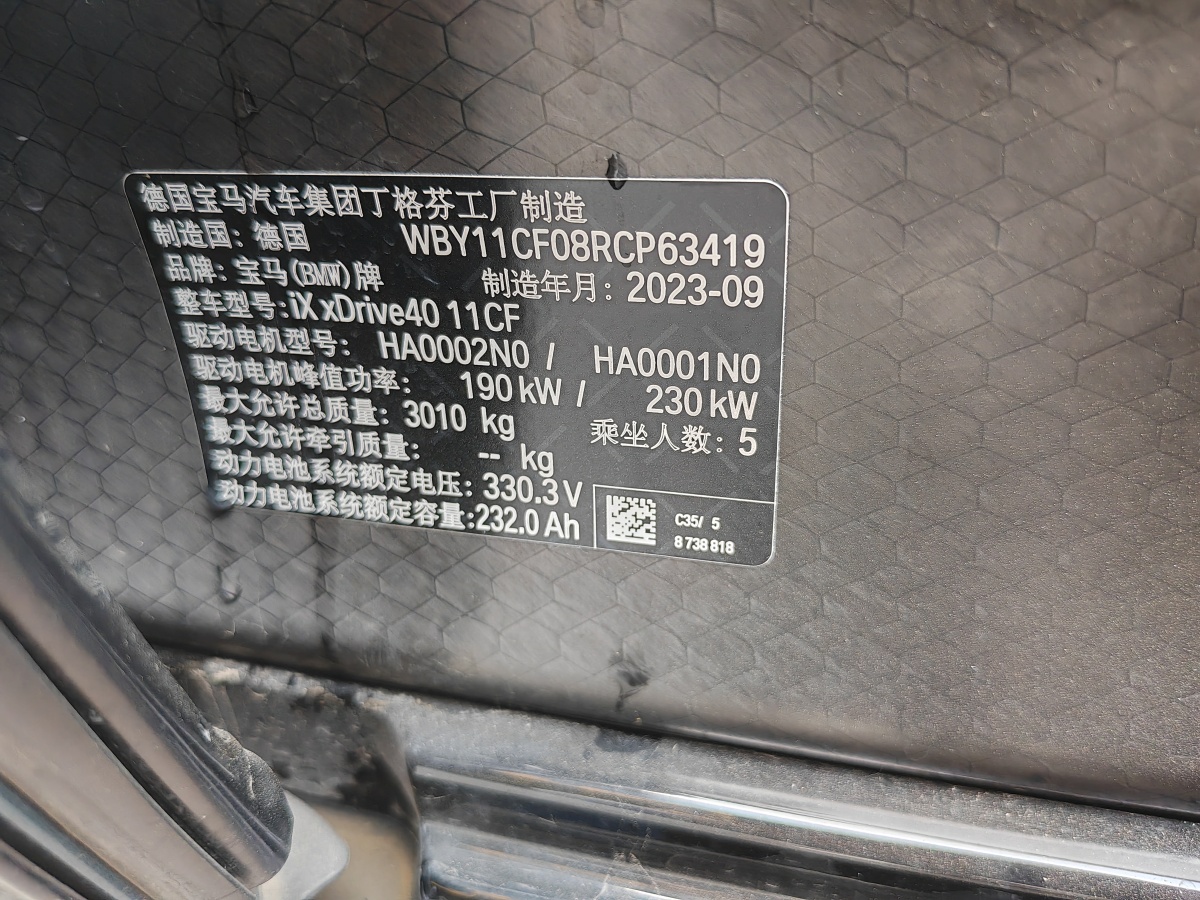 德国宝马汽车集团丁格芬工厂制造
制造国：德国 WBY11CF08RCP63419
品牌：宝马(BMW)牌 制造年月：2023-09
整车型号：iX xDrive40 11CF
驱动电机型号： HA0002N0 / HA0001N0
驱动电机峰值功率： 190 kW / 230 kW
最大允许总质量：3010 kg 乘坐人数：5
最大允许牵引质量： -- kg
动力电池系统额定电压：330.3 V
动力电池系统额定容量：232.0 Ah
C35/ 5
8 738 818